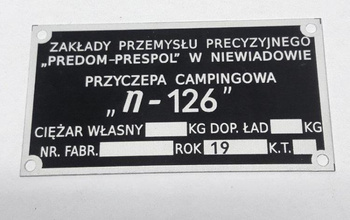 ZAKŁADY PRZEMYSŁU PRECYZYJNEGO
„PREDOM-PRESPOL" W NIEWIADOWIE
PRZYCZEPA CAMPINGOWA
„n-126”
CIĘŻAR WŁASNY KG DOP. ŁAD KG
NR. FABR. ROK 19 K.T.